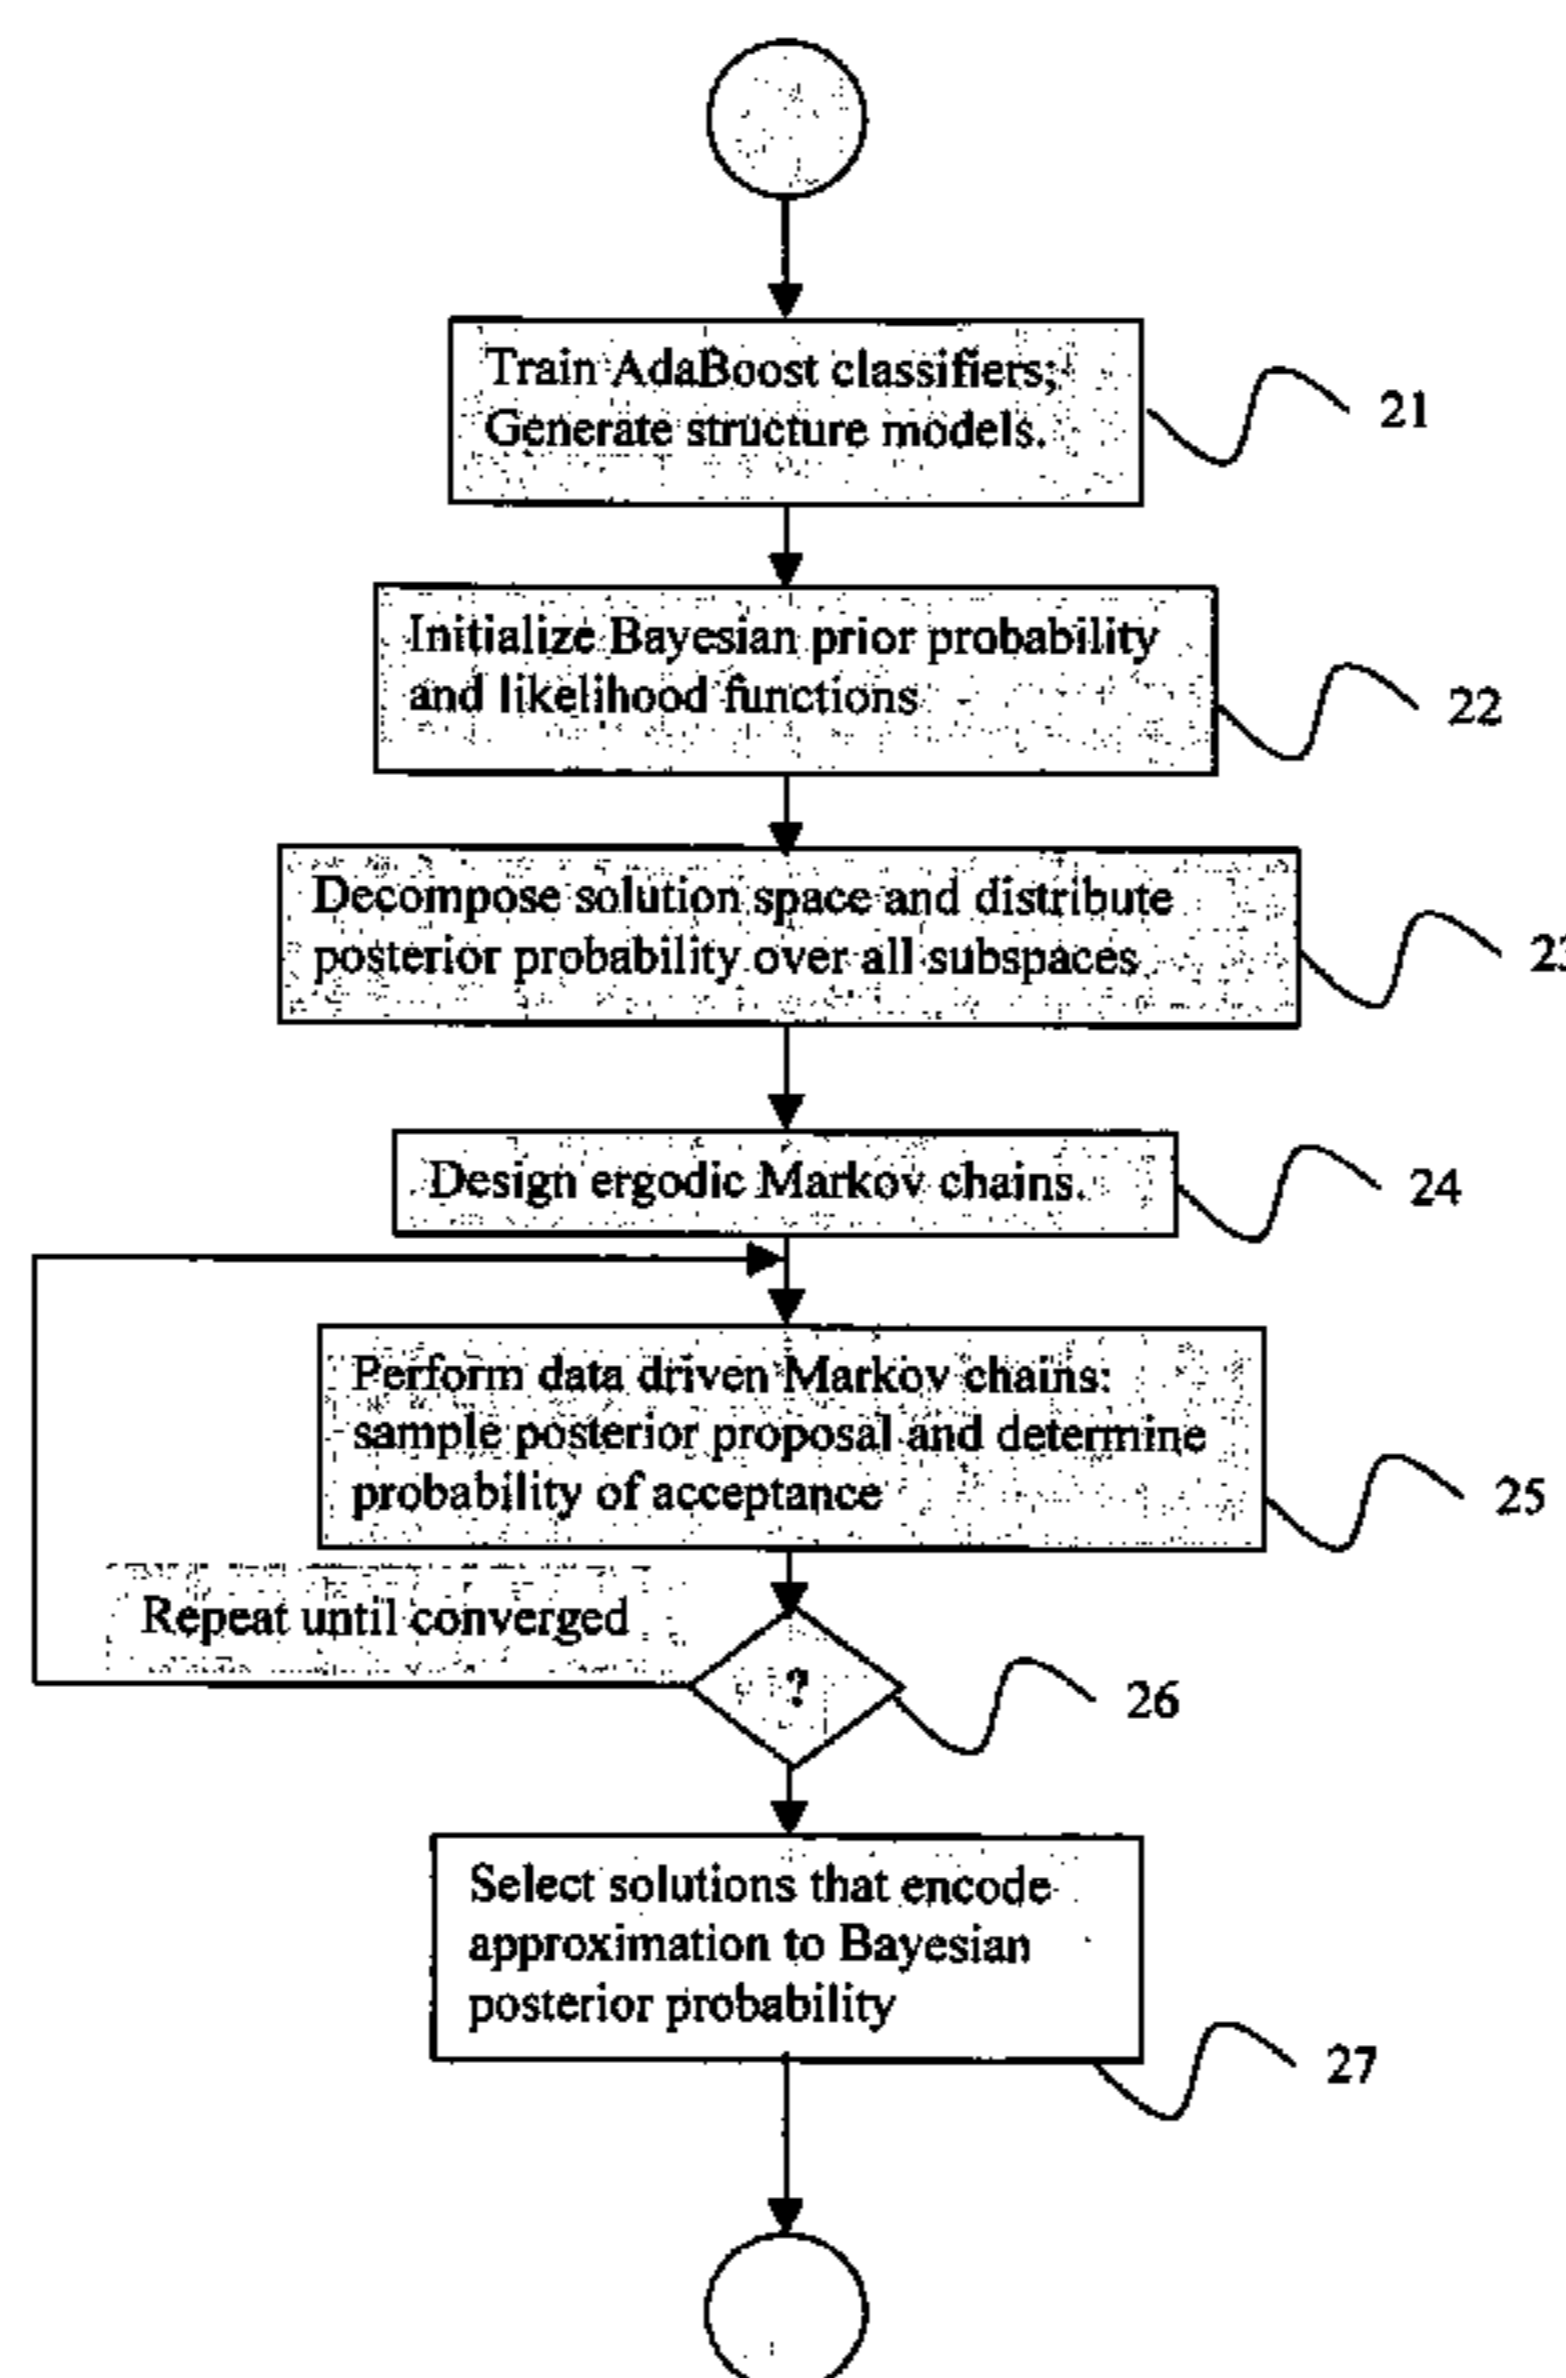 Train AdaBoost classifiers;
Generate structure models.
21
Initialize Bayesian prior probability
and likelihood functions
22
Decompose solution space and distribute
posterior probability over all subspaces
Design ergodic Markov chains.
24
Perform data driven Markov chains:
sample posterior proposal and determine
probability of acceptance
25
Repeat until converged
?
26
Select solutions that encode
approximation to Bayesian
posterior probability
27